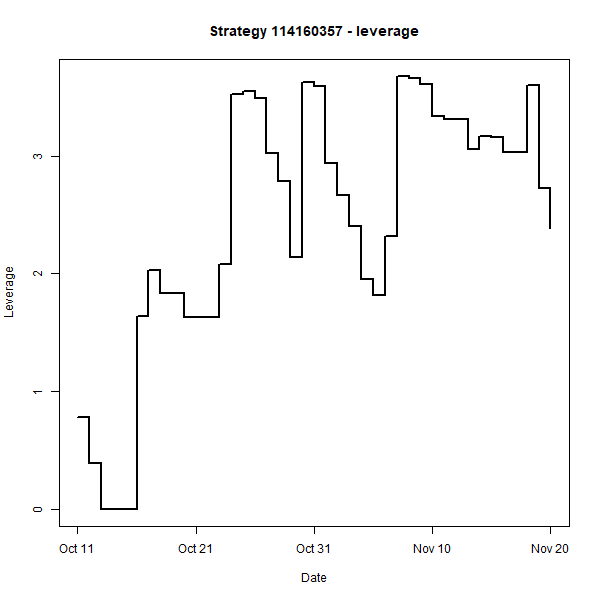 Strategy 114160357 - leverage
Leverage
3
2
1
0
Oct 11 Oct 21 Oct 31 Nov 10 Nov 20
Date